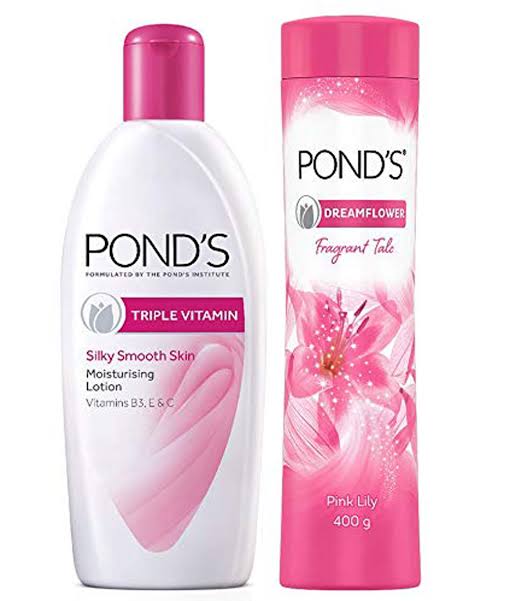 POND'S
FORMULATED BY THE POND'S INSTITUTE
TRIPLE VITAMIN
Silky Smooth Skin
Moisturising
Lotion
Vitamins B3, E & C
POND'S®
DREAMFLOWER
Fragrant Talc
Pink Lily
400 g